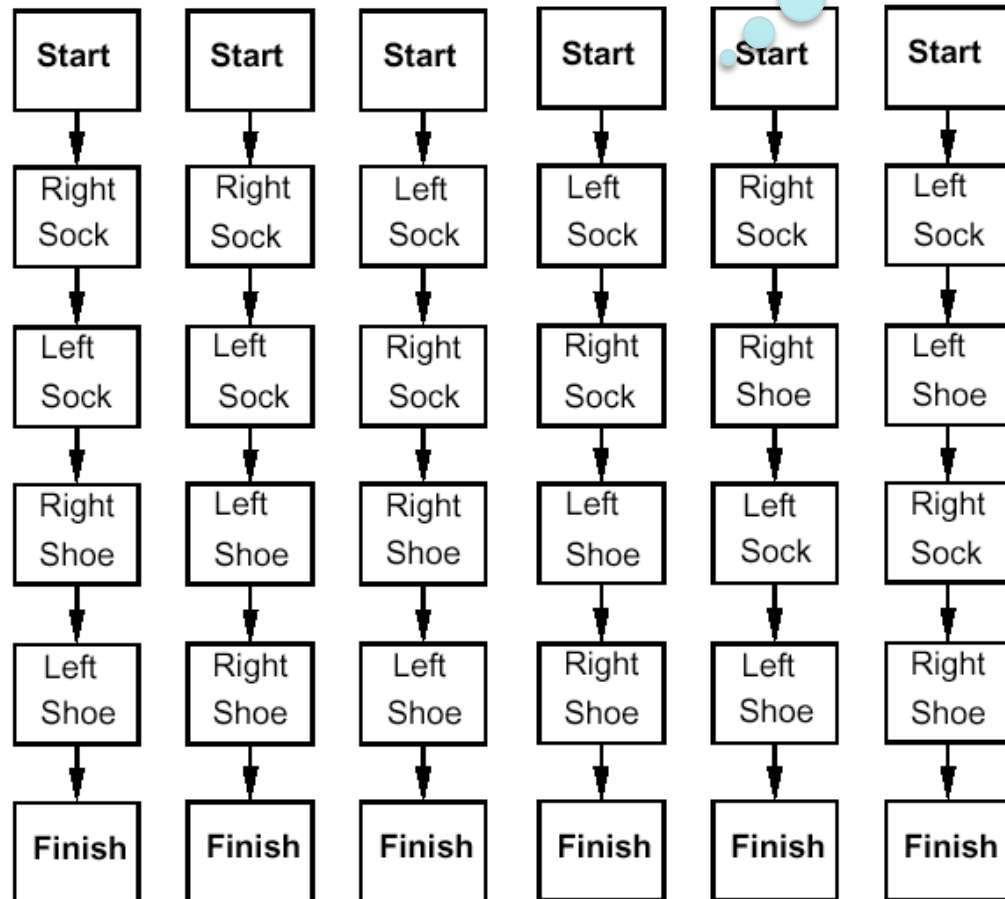 Start Start Start Start Start Start
Right Right Left Left Right Left
Sock Sock Sock Sock Sock Sock
Left Left Right Right Right Left
Sock Sock Sock Sock Shoe Shoe
Right Left Right Left Left Right
Shoe Shoe Shoe Shoe Sock Sock
Left Right Left Right Left Right
Shoe Shoe Shoe Shoe Shoe Shoe
Finish Finish Finish Finish Finish Finish